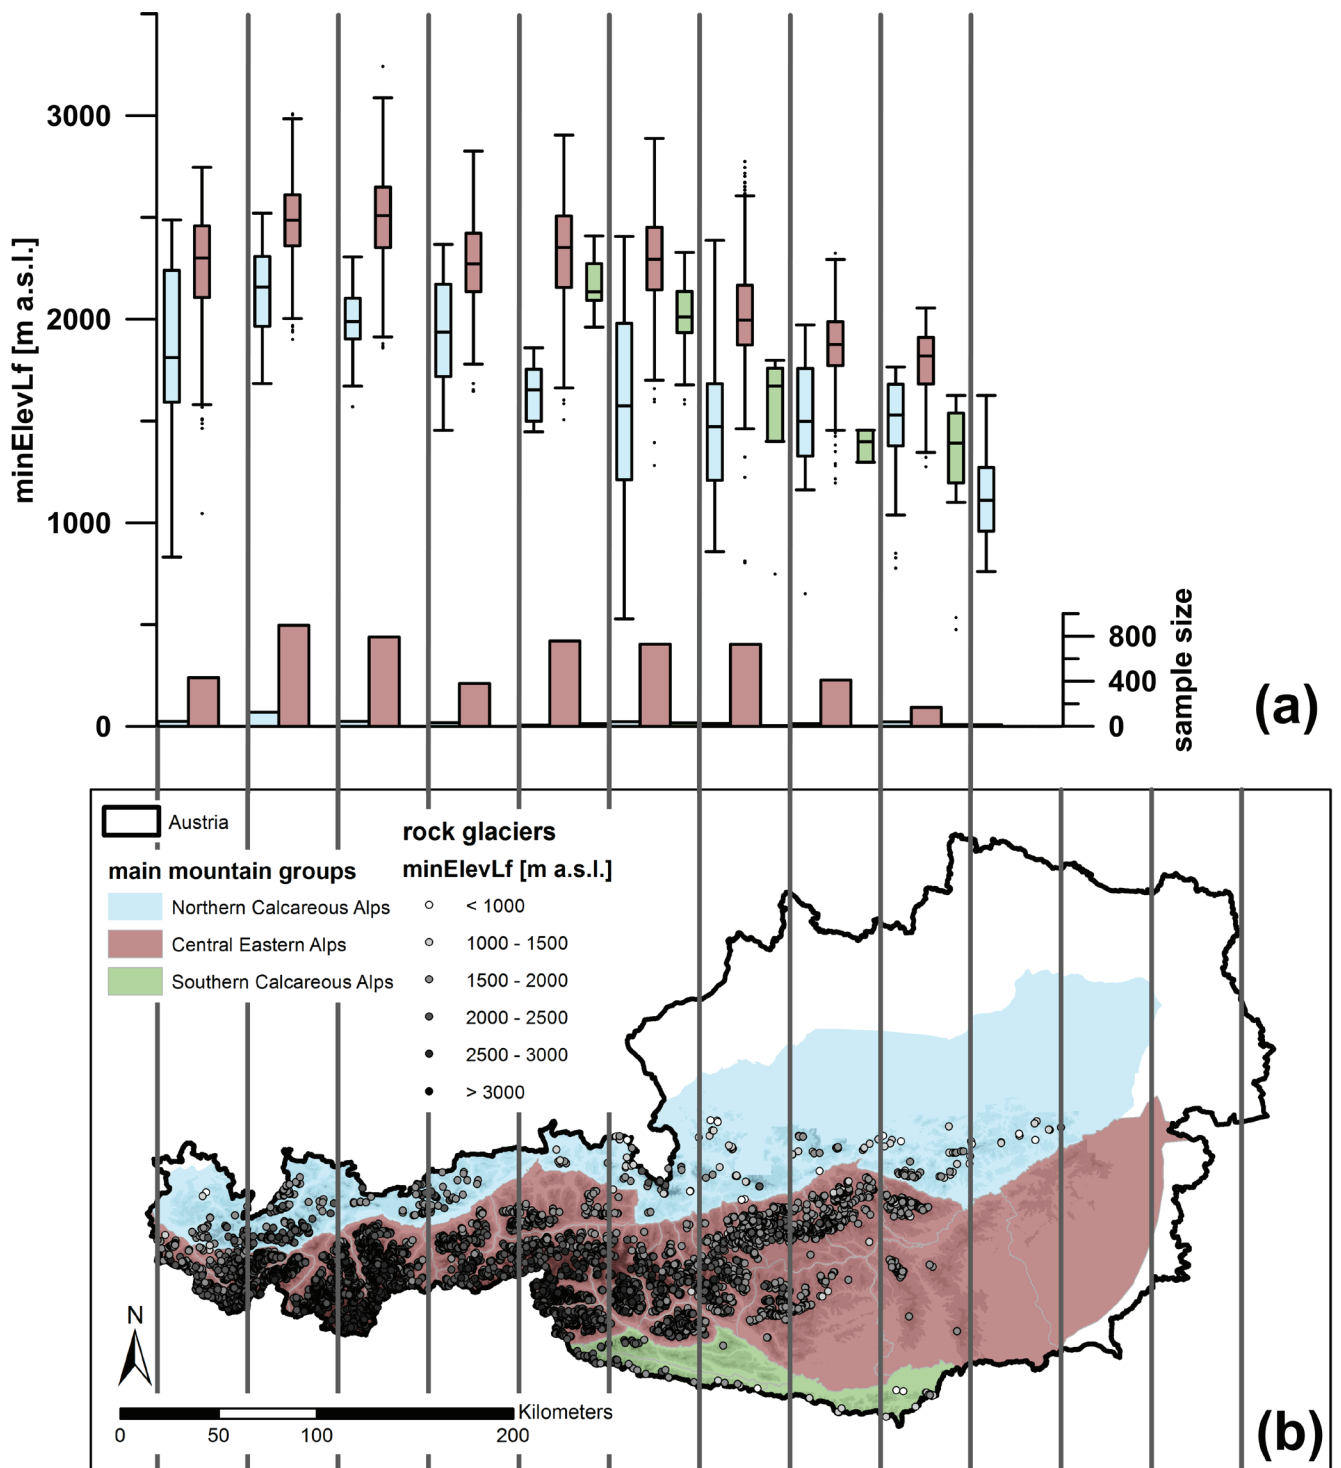 3000
2000
1000
0
minElevLf [m a.s.l.]
800
400
0
sample size
(a)
Austria
main mountain groups
Northern Calcareous Alps
Central Eastern Alps
Southern Calcareous Alps
rock glaciers
minElevLf [m a.s.l.]
< 1000
1000 - 1500
1500 - 2000
2000 - 2500
2500 - 3000
> 3000
N
Kilometers
0 50 100 200
(b)